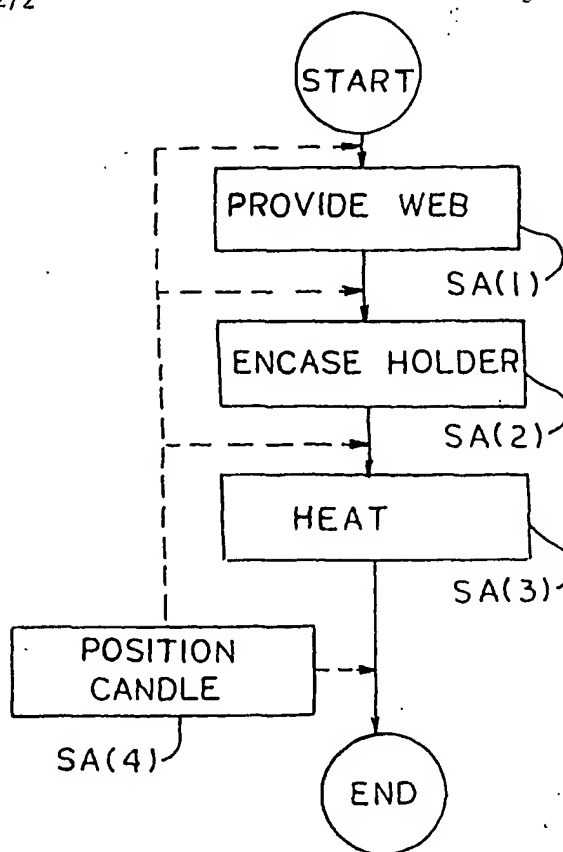 2/2
START
PROVIDE WEB
SA(1)
ENCASE HOLDER
SA(2)
HEAT
SA(3)
POSITION
CANDLE
SA(4)
END